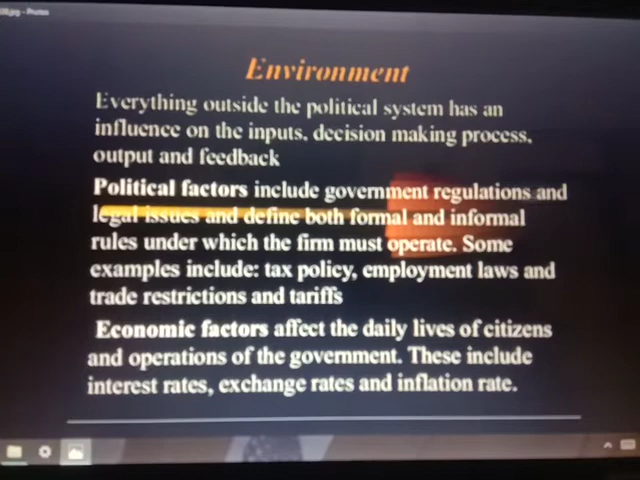 Environment
Everything outside the political system has an
influence on the inputs, decision making process,
output and feedback
Political factors include government regulations and
legal issues and define both formal and informal
rules under which the firm must operate. Some
examples include: tax policy, employment laws and
trade restrictions and tariffs
Economic factors affect the daily lives of citizens
and operations of the government. These include
interest rates, exchange rates and inflation rate.